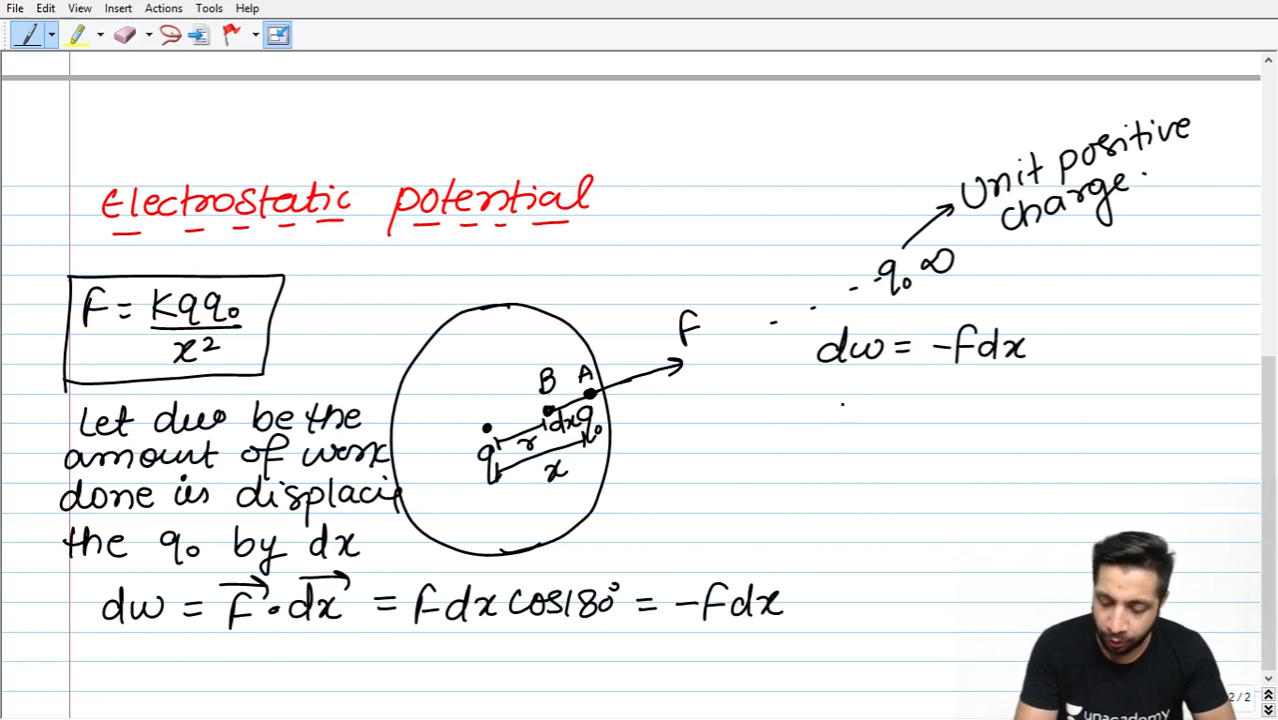 File Edit View Insert Actions Tools Help
Electrostatic potential
Unit positive
charge.
q₀ ∞
F = Kqq₀
x²
F
dw = -Fdx
B A
dx q₀
r
q
x
Let dw be the
amount of work
done is displacing
the q₀ by dx
dw = F⃗ • dx⃗ = Fdx cos180° = -Fdx
2/2
unacademy